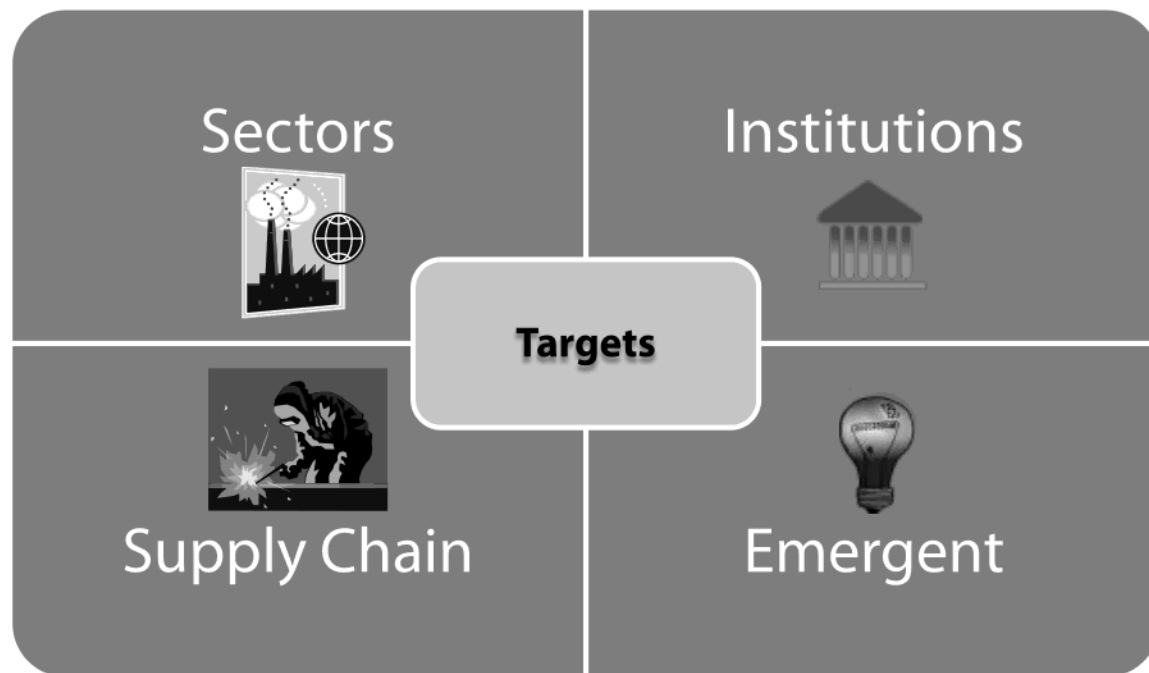 Sectors
Institutions
Targets
Supply Chain
Emergent